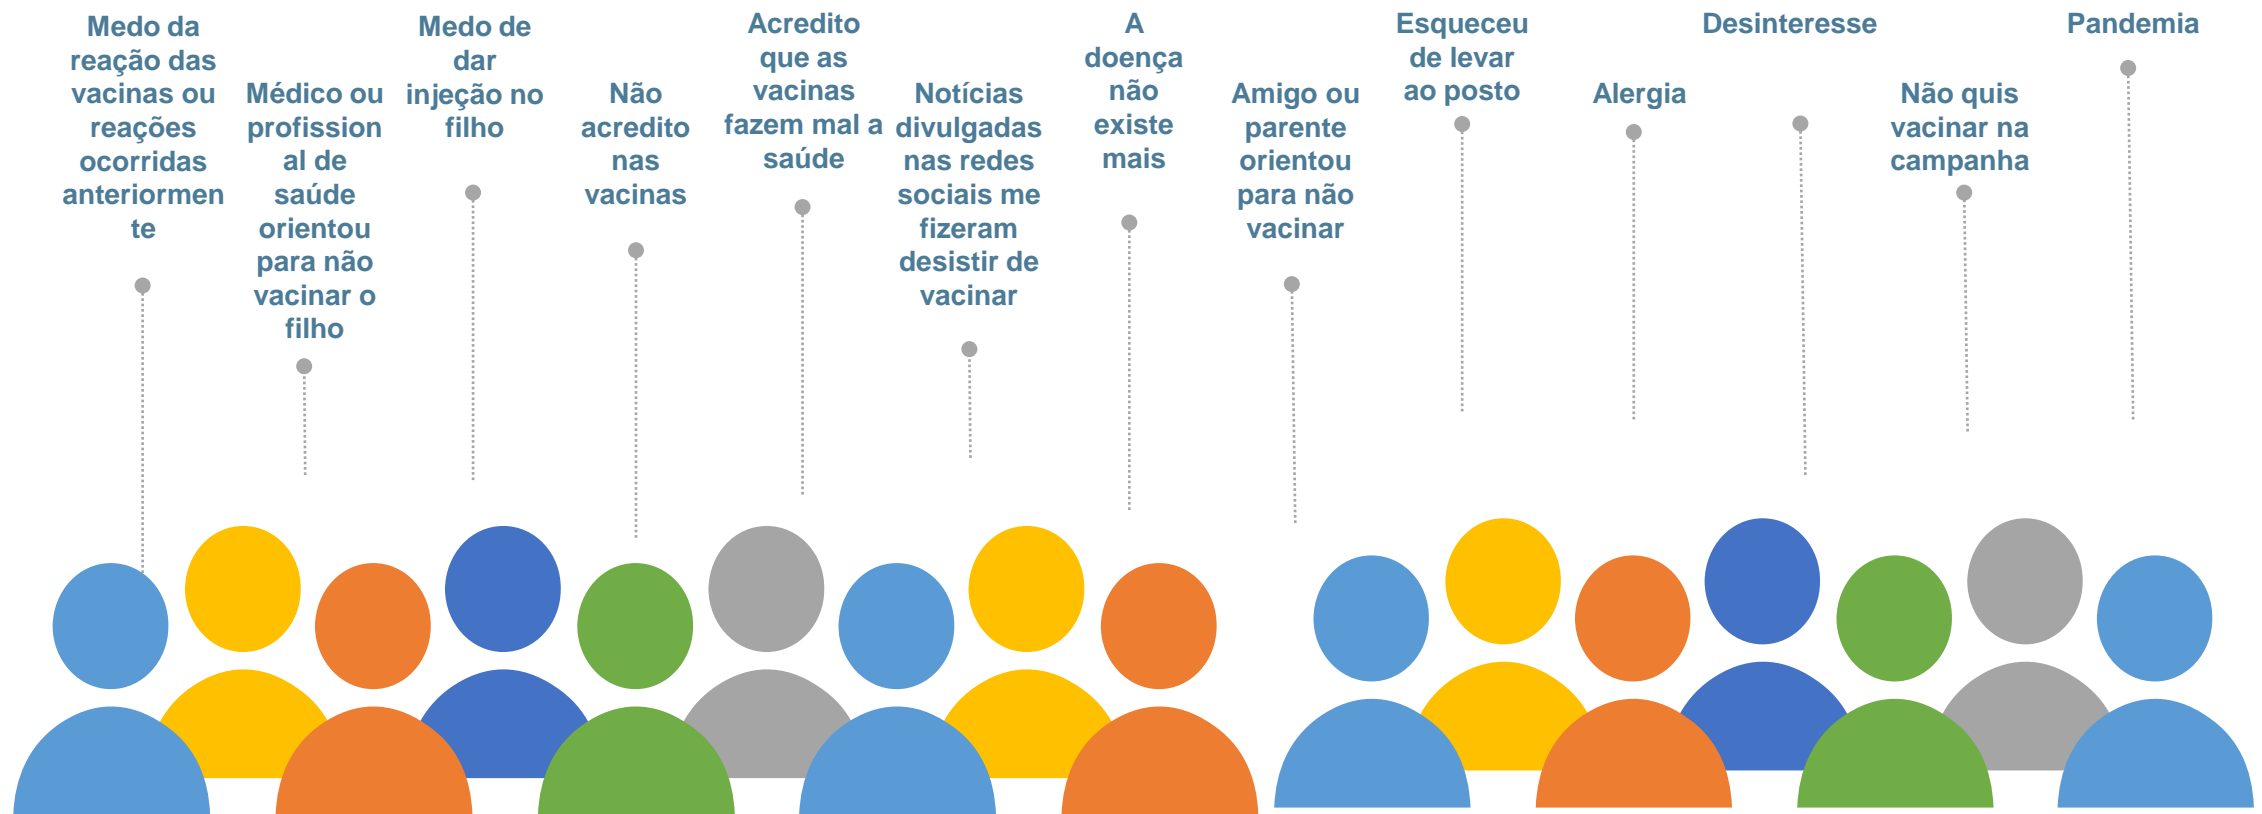 Medo da
reação das
vacinas ou
reações
ocorridas
anteriormen
te
Médico ou
profission
al de
saúde
orientou
para não
vacinar o
filho
Medo de
dar
injeção no
filho
Não
acredito
nas
vacinas
Acredito
que as
vacinas
fazem mal a
saúde
Notícias
divulgadas
nas redes
sociais me
fizeram
desistir de
vacinar
A
doença
não
existe
mais
Amigo ou
parente
orientou
para não
vacinar
Esqueceu
de levar
ao posto
Alergia
Desinteresse
Não quis
vacinar na
campanha
Pandemia